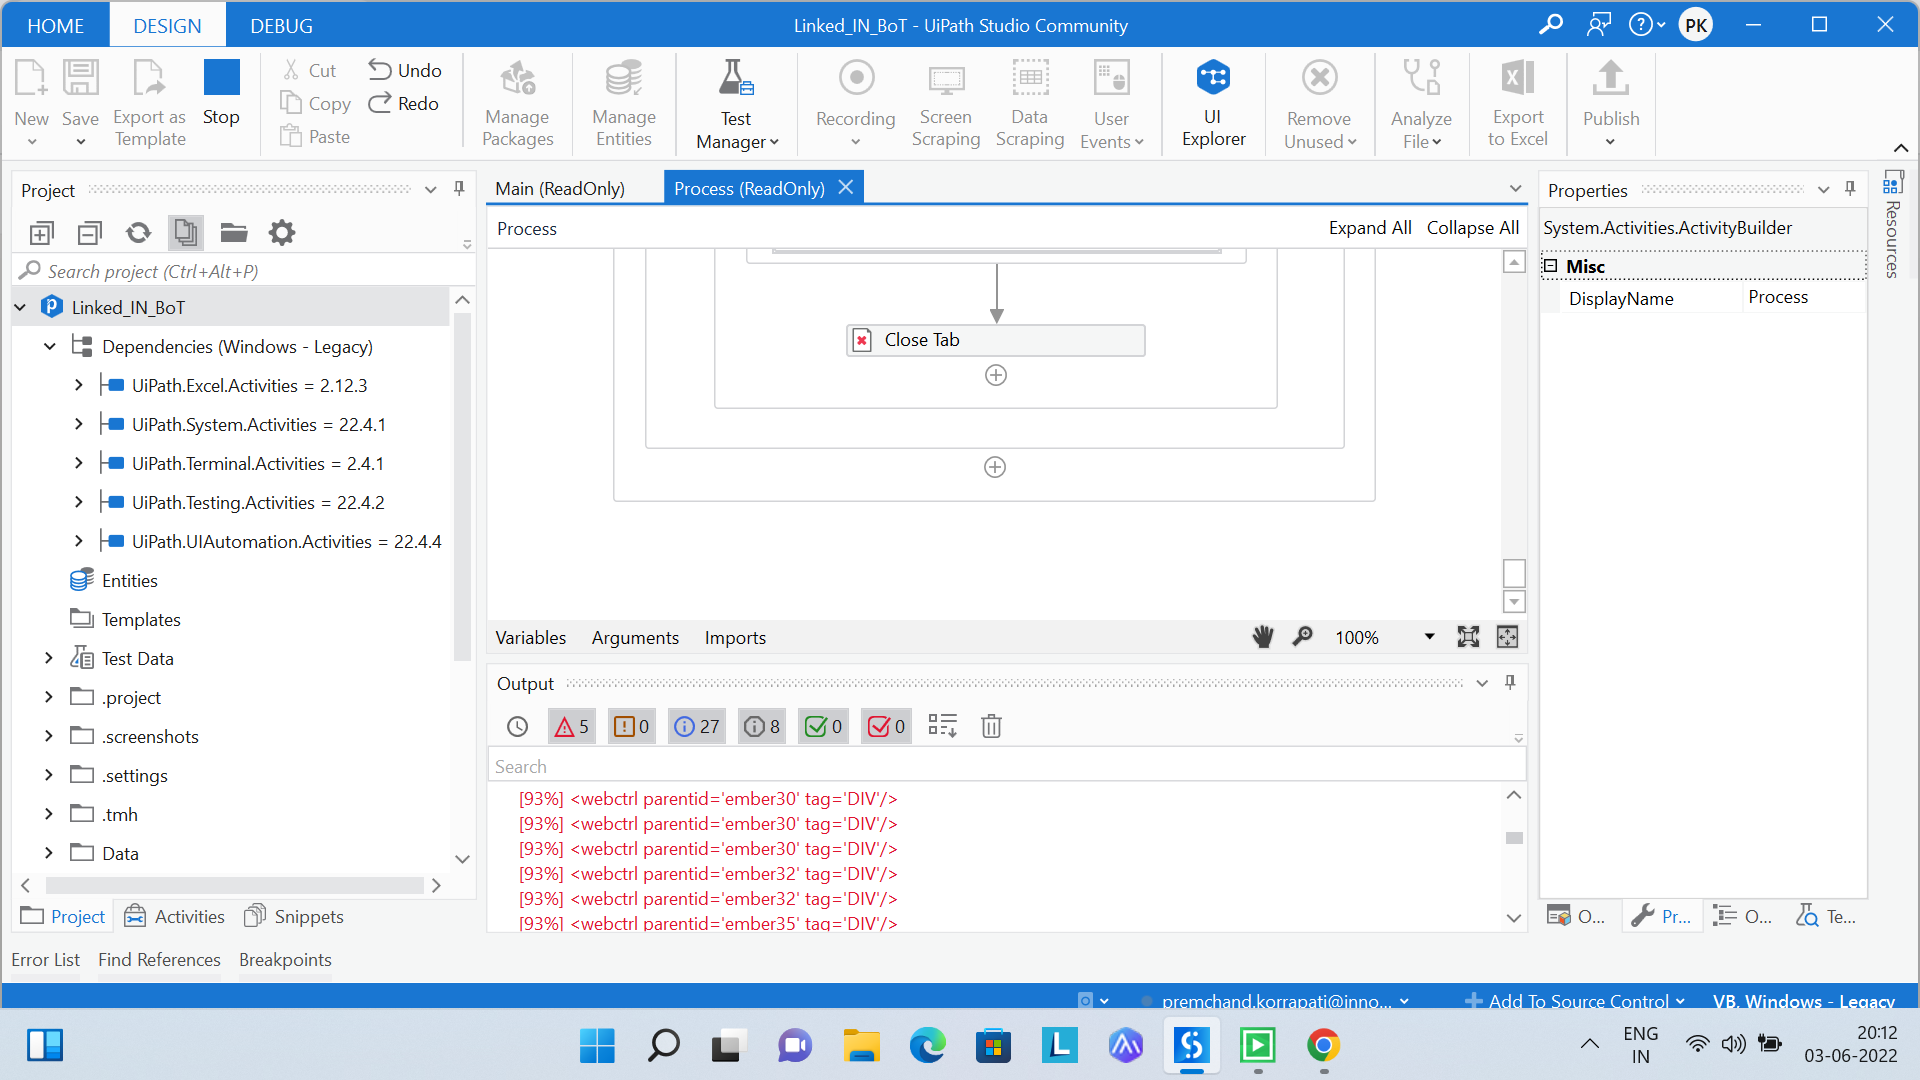 HOME DESIGN DEBUG Linked_IN_BoT - UiPath Studio Community PK
New Save Export as Template Stop Cut Copy Paste Undo Redo Manage Packages Manage Entities Test Manager Recording Screen Scraping Data Scraping User Events UI Explorer Remove Unused Analyze File Export to Excel Publish
Project
Search project (Ctrl+Alt+P)
Linked_IN_BoT
Dependencies (Windows - Legacy)
UiPath.Excel.Activities = 2.12.3
UiPath.System.Activities = 22.4.1
UiPath.Terminal.Activities = 2.4.1
UiPath.Testing.Activities = 22.4.2
UiPath.UIAutomation.Activities = 22.4.4
Entities
Templates
Test Data
.project
.screenshots
.settings
.tmh
Data
Project Activities Snippets
Main (ReadOnly) Process (ReadOnly)
Process Expand All Collapse All
Close Tab
Variables Arguments Imports 100%
Output
5 0 27 8 0 0
Search
[93%] <webctrl parentid='ember30' tag='DIV'/>
[93%] <webctrl parentid='ember30' tag='DIV'/>
[93%] <webctrl parentid='ember30' tag='DIV'/>
[93%] <webctrl parentid='ember32' tag='DIV'/>
[93%] <webctrl parentid='ember32' tag='DIV'/>
[93%] <webctrl parentid='ember35' tag='DIV'/>
Properties
System.Activities.ActivityBuilder
Misc
DisplayName Process
O... Pr... O... Te...
Resources
Error List Find References Breakpoints
premchand.korrapati@inno... Add To Source Control VB, Windows - Legacy
ENG
IN
20:12
03-06-2022